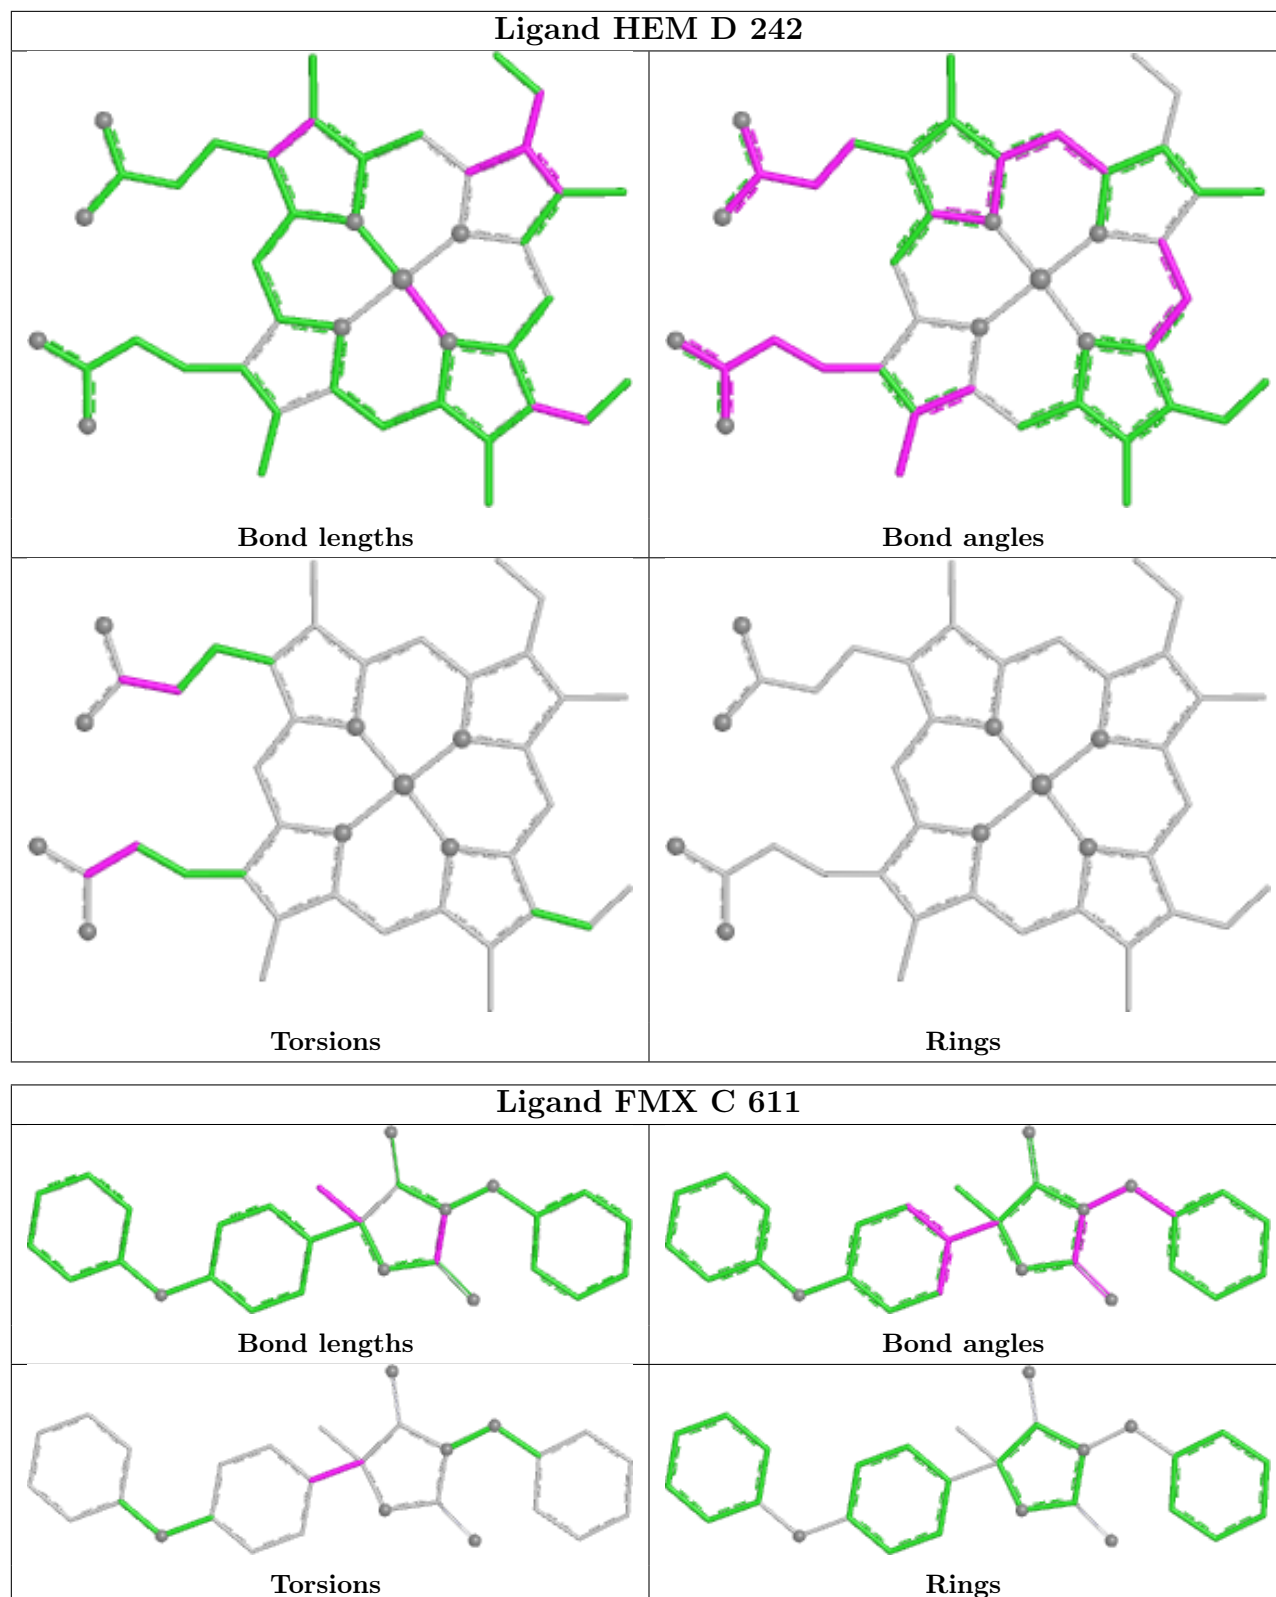 Ligand HEM D 242
Bond lengths
Bond angles
Torsions
Rings
Ligand FMX C 611
Bond lengths
Bond angles
Torsions
Rings